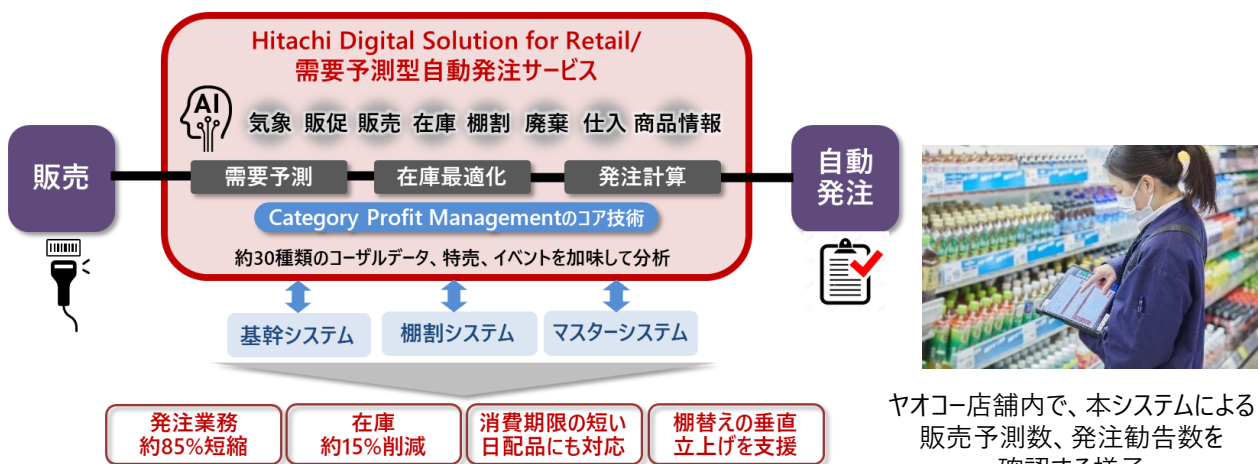 Hitachi Digital Solution for Retail/
需要予測型自動発注サービス
AI
気象 販促 販売 在庫 棚割 廃棄 仕入 商品情報
販売
需要予測
在庫最適化
発注計算
自動
発注
Category Profit Managementのコア技術
約30種類のコーザルデータ、特売、イベントを加味して分析
基幹システム
棚割システム
マスターシステム
発注業務
約85%短縮
在庫
約15%削減
消費期限の短い
日配品にも対応
棚替えの垂直
立上げを支援
ヤオコー店舗内で、本システムによる
販売予測数、発注勧告数を
確認する様子